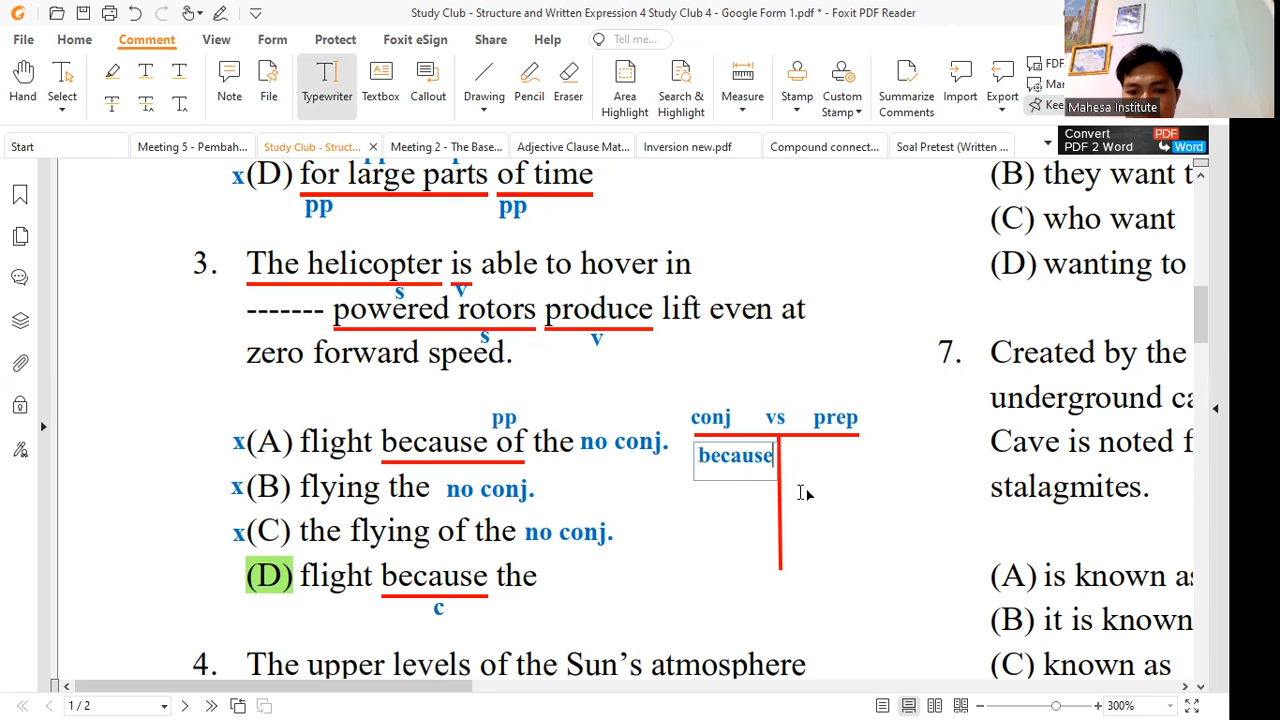 Study Club - Structure and Written Expression 4 Study Club 4 - Google Form 1.pdf * - Foxit PDF Reader
File Home Comment View Form Protect Foxit eSign Share Help Tell me...
Hand Select Note File Typewriter Textbox Callout Drawing Pencil Eraser Area Highlight Search & Highlight Measure Stamp Custom Stamp Summarize Comments Import Export Kee
Mahesa Institute
Start Meeting 5 - Pembah... Study Club - Struct... Meeting 2 - The Base... Adjective Clause Mat... Inversion new.pdf Compound connect... Soal Pretest (Written ...
Convert PDF
PDF 2 Word Word
x(D) for large parts of time
pp pp
3. The helicopter is able to hover in
s v
------- powered rotors produce lift even at
s v
zero forward speed.
pp
x(A) flight because of the no conj.
x(B) flying the no conj.
x(C) the flying of the no conj.
(D) flight because the
c
conj vs prep
because
4. The upper levels of the Sun's atmosphere
(B) they want t
(C) who want
(D) wanting to
7. Created by the
underground ca
Cave is noted f
stalagmites.
(A) is known as
(B) it is known
(C) known as
1 / 2 300%